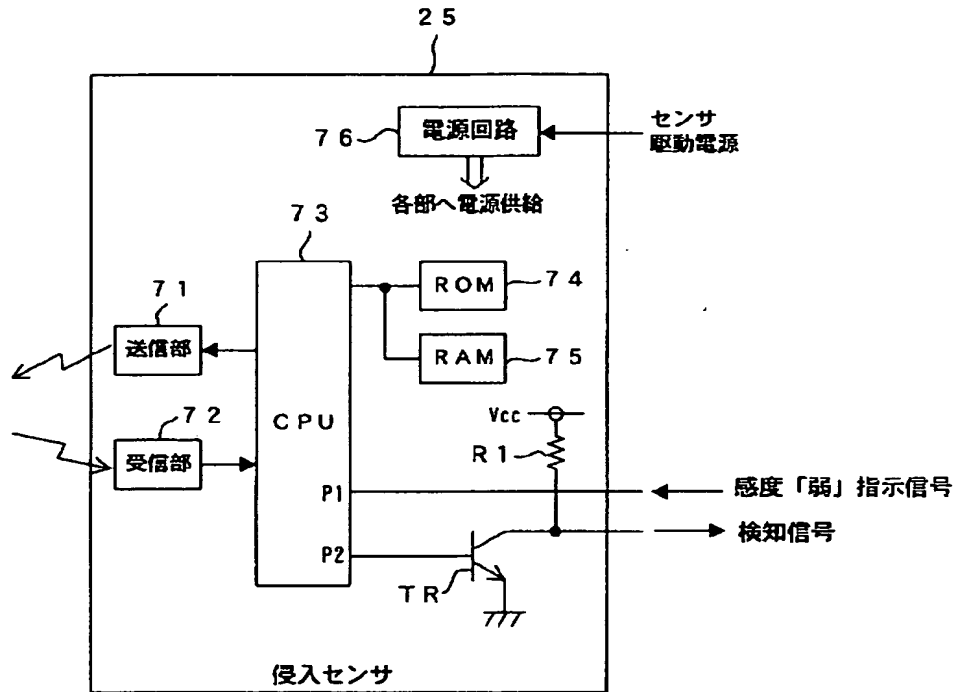 ２５
７６
電源回路
センサ
駆動電源
各部へ電源供給
７３
７１
送信部
ＲＯＭ
７４
ＲＡＭ
７５
７２
受信部
ＣＰＵ
Vcc
Ｒ１
P1
感度「弱」指示信号
検知信号
P2
ＴＲ
侵入センサ